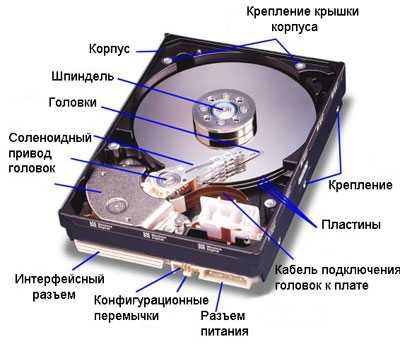 Крепление крышки
корпуса
Корпус
Шпиндель
Головки
Соленоидный
привод
головок
Крепление
Пластины
Кабель подключения
головок к плате
Интерфейсный
разъем
Конфигурационные
перемычки
Разъем
питания